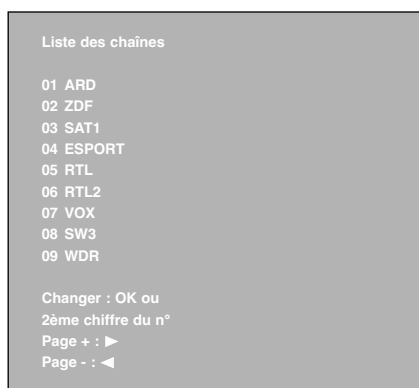 Liste des chaînes
01 ARD
02 ZDF
03 SAT1
04 ESPORT
05 RTL
06 RTL2
07 VOX
08 SW3
09 WDR
Changer : OK ou
2ème chiffre du n°
Page + : ▶
Page - : ◀